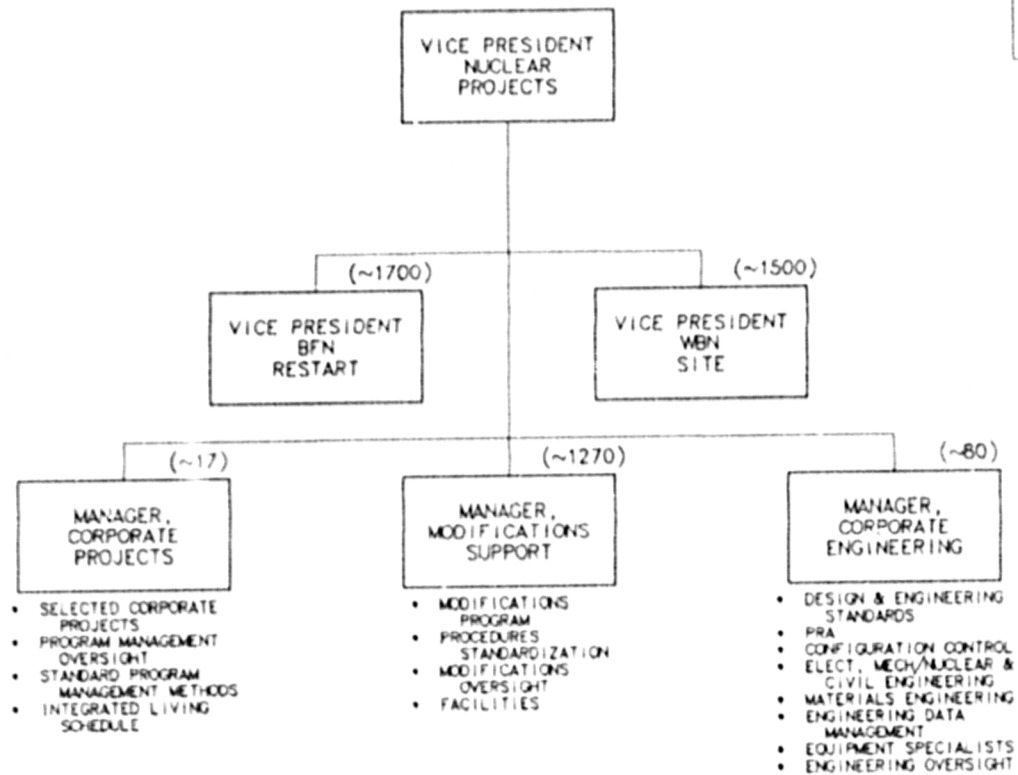 VICE PRESIDENT
NUCLEAR
PROJECTS
(~1700)
VICE PRESIDENT
BFN
RESTART
(~1500)
VICE PRESIDENT
WBN
SITE
(~17)
MANAGER,
CORPORATE
PROJECTS
• SELECTED CORPORATE
PROJECTS
• PROGRAM MANAGEMENT
OVERSIGHT
• STANDARD PROGRAM
MANAGEMENT METHODS
• INTEGRATED LIVING
SCHEDULE
(~1270)
MANAGER,
MODIFICATIONS
SUPPORT
• MODIFICATIONS
PROGRAM
• PROCEDURES
STANDARDIZATION
• MODIFICATIONS
OVERSIGHT
• FACILITIES
(~80)
MANAGER,
CORPORATE
ENGINEERING
• DESIGN & ENGINEERING
STANDARDS
• PRA
• CONFIGURATION CONTROL
• ELECT, MECH/NUCLEAR &
CIVIL ENGINEERING
• MATERIALS ENGINEERING
• ENGINEERING DATA
MANAGEMENT
• EQUIPMENT SPECIALISTS
• ENGINEERING OVERSIGHT